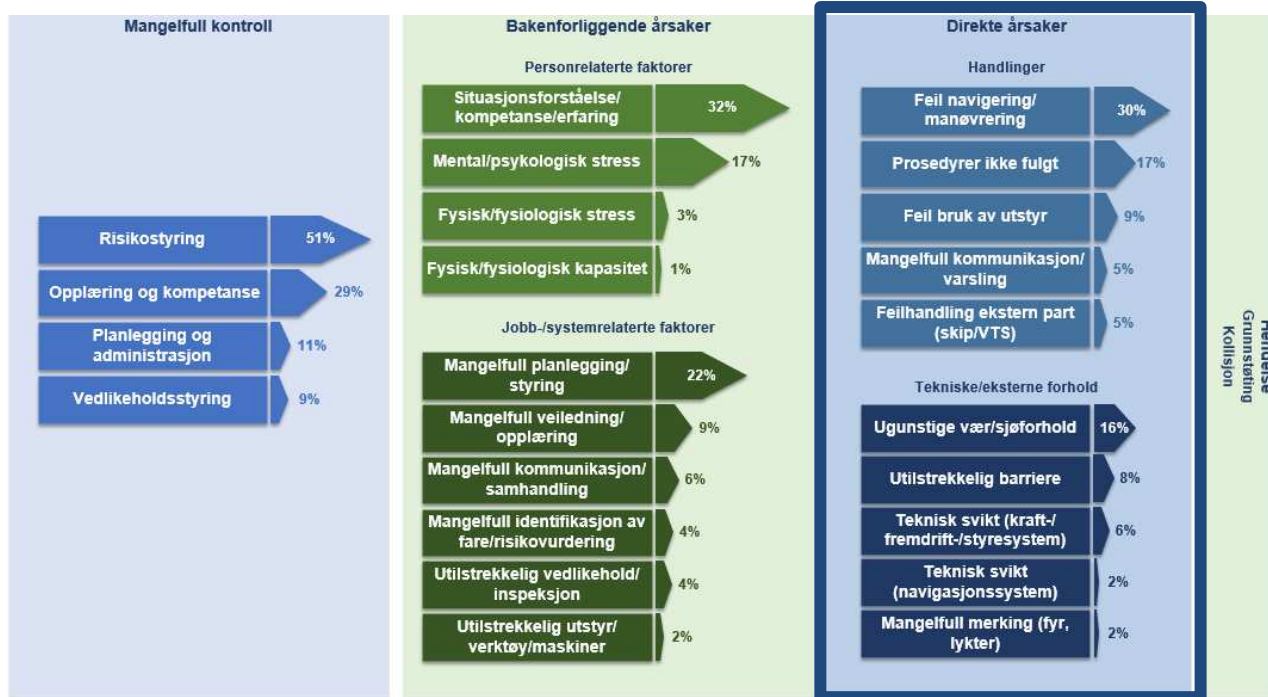 Mangelfull kontroll
Risikostyring
51%
Opplæring og kompetanse
29%
Planlegging og
administrasjon
11%
Vedlikeholdsstyring
9%
Bakenforliggende årsaker
Personrelaterte faktorer
Situasjonsforståelse/
kompetanse/erfaring
32%
Mental/psykologisk stress
17%
Fysisk/fysiologisk stress
3%
Fysisk/fysiologisk kapasitet
1%
Jobb-/systemrelaterte faktorer
Mangelfull planlegging/
styring
22%
Mangelfull veiledning/
opplæring
9%
Mangelfull kommunikasjon/
samhandling
6%
Mangelfull identifikasjon av
fare/risikovurdering
4%
Utilstrekkelig vedlikehold/
inspeksjon
4%
Utilstrekkelig utstyr/
verktøy/maskiner
2%
Direkte årsaker
Handlinger
Feil navigering/
manøvrering
30%
Prosedyrer ikke fulgt
17%
Feil bruk av utstyr
9%
Mangelfull kommunikasjon/
varsling
5%
Feilhandling ekstern part
(skip/VTS)
5%
Tekniske/eksterne forhold
Ugunstige vær/sjøforhold
16%
Utilstrekkelig barriere
8%
Teknisk svikt (kraft-/
fremdrift-/styresystem)
6%
Teknisk svikt
(navigasjonssystem)
2%
Mangelfull merking (fyr,
lykter)
2%
Hendelse
Grunnstøting
Kollisjon